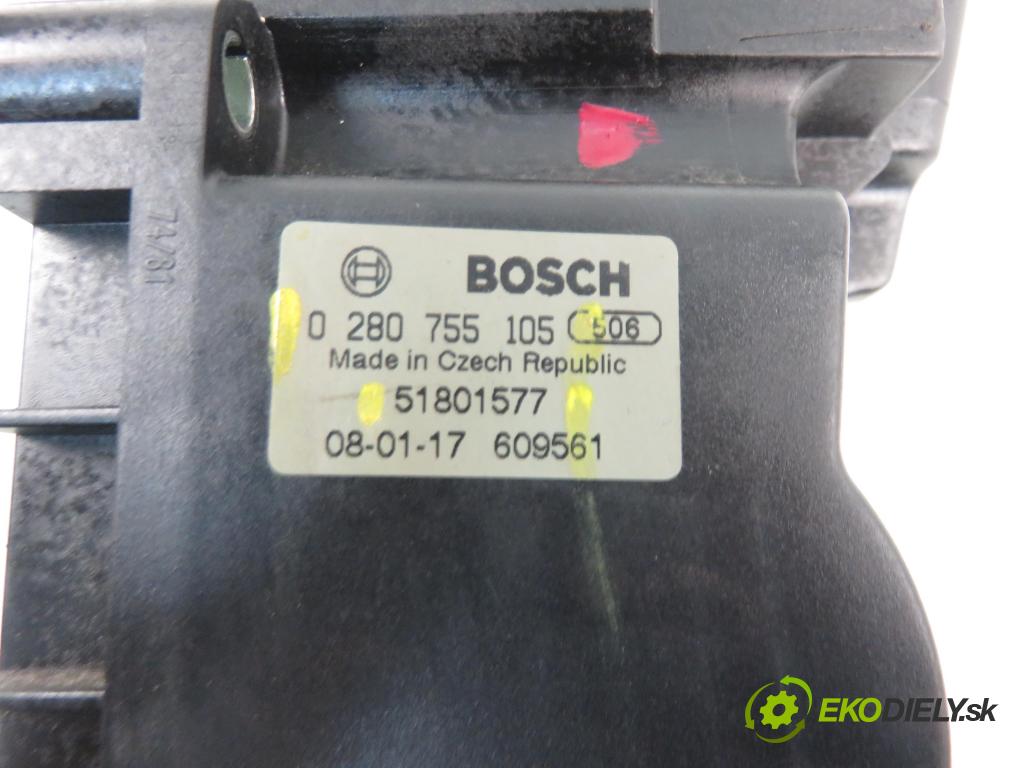 74/81
BOSCH
0 280 755 105 506
Made in Czech Republic
51801577
08-01-17 609561
EKODIELY.sk